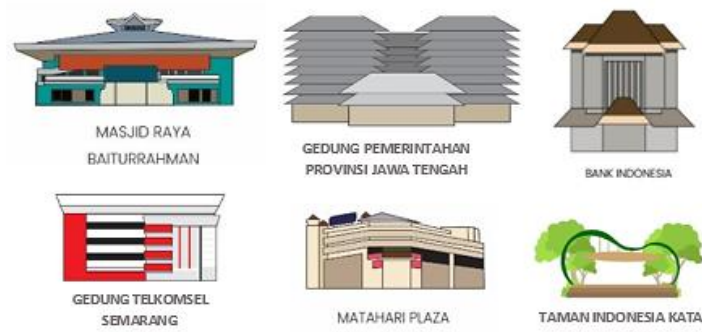 MASJID RAYA
BAITURRAHMAN
GEDUNG PEMERINTAHAN
PROVINSI JAWA TENGAH
BANK INDONESIA
GEDUNG TELKOMSEL
SEMARANG
MATAHARI PLAZA
TAMAN INDONESIA KATA